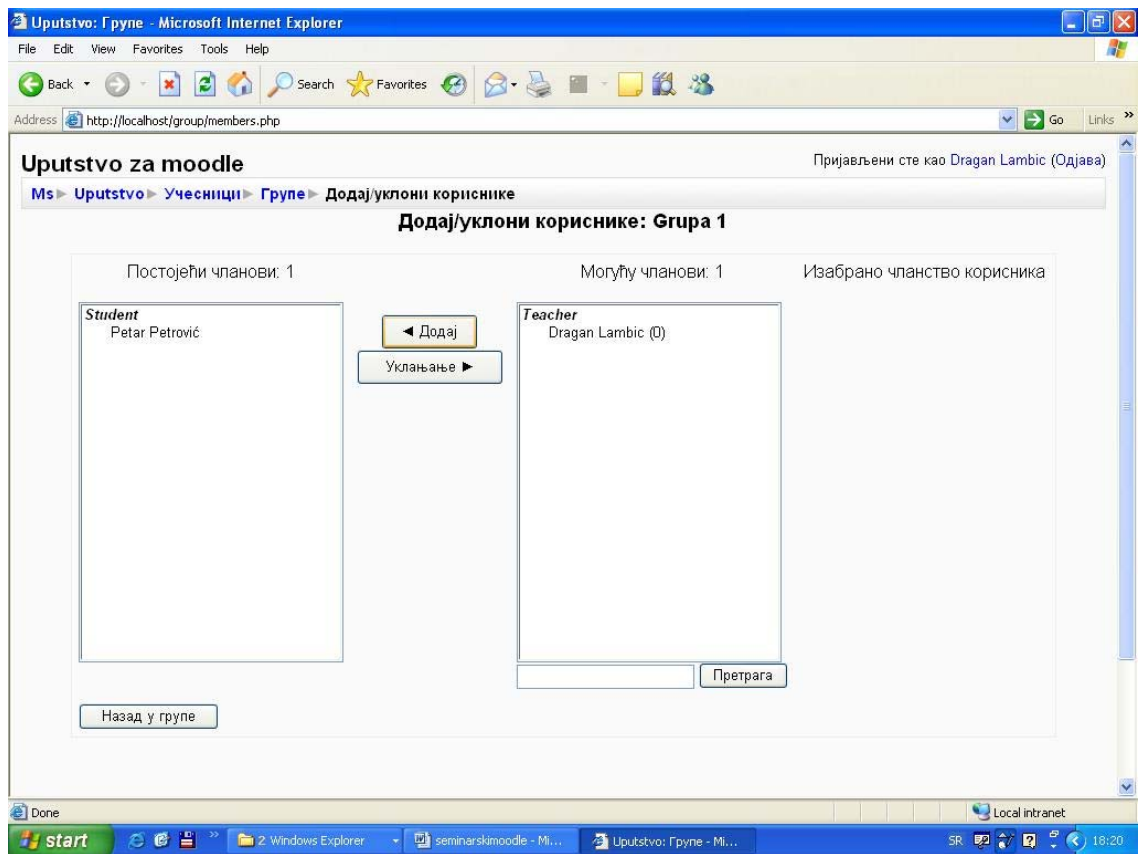 Uputstvo: Групе - Microsoft Internet Explorer
File Edit View Favorites Tools Help
Back Search Favorites
Address http://localhost/group/members.php Go Links »
Uputstvo za moodle
Пријављени сте као Dragan Lambic (Одјава)
Ms► Uputstvo► Учесници► Групе► Додај/уклони кориснике
Додај/уклони кориснике: Grupa 1
Постојећи чланови: 1 Могућу чланови: 1 Изабрано чланство корисника
Student
Petar Petrović
◄ Додај
Уклањање ►
Teacher
Dragan Lambic (0)
Претрага
Назад у групе
Done Local intranet
start » 2 Windows Explorer seminarskimoodle - Mi... Uputstvo: Групе - Mi... SR 18:20